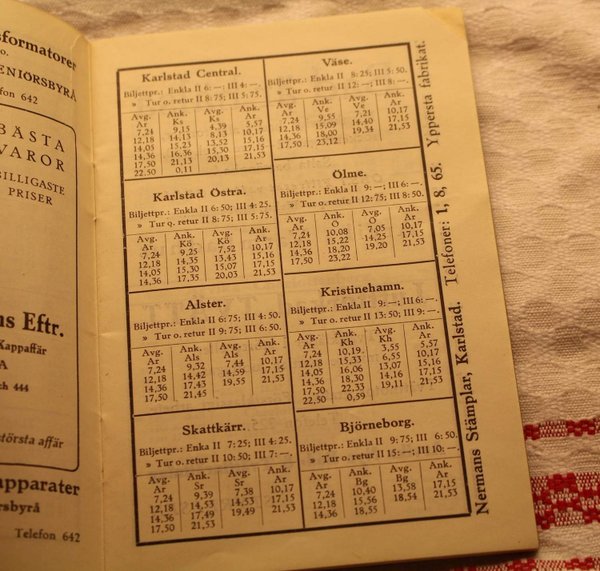 sformatorer
o.
ENIÖRSBYRÅ
fon 642
BÄSTA
VAROR
BILLIGASTE
PRISER
ns Eftr.
Kappaffär
A
ch 444
törsta affär
apparater
rsbyrå
Telefon 642
Karlstad Central.
Biljettpr.: Enkla II 6: —; III 4: —.
» Tur o. retur II 8: 75; III 5: 75.
Avg. Ank. Avg. Ank.
Ar Ks Ks Ar
7,24 9,15 4,39 5,57
12,18 14,13 8,13 10,17
14,05 15,23 13,52 15,16
14,36 16,36 15,30 17,15
17,50 21,13 20,13 21,53
22.50 0,11
Karlstad Östra.
Biljettpr.: Enkla II 6: 50; III 4: 25.
» Tur o. retur II 8: 75; III 5: 75.
Avg. Ank. Avg. Ank.
Ar Kö Kö Ar
7,24 9,25 7,52 10,17
12,18 14,35 13,43 15,16
14,05 15,30 15,07 17,15
17,35 20,03 21,53
Alster.
Biljettpr.: Enkla II 6: 75; III 4: 50.
» Tur o. retur II 9: 75; III 6: 50.
Avg. Ank. Avg. Ank.
Ar Als Als Ar
7,24 9,32 7,44 10,17
12,18 14,42 14,59 17,15
14,36 17,43 19,55 21,53
17,50 21,45
Skattkärr.
Biljettpr.: Enka II 7: 25; III 4: 25.
» Tur o. retur II 10: 50; III 7: —.
Avg. Ank. Avg. Ank.
Ar Sr Sr Ar
7,24 9,39 7,38 10,17
12,18 14,53 14,53 17,15
14,36 17,49 19,49 21,53
17,50 21,53
Väse.
Biljettpr.: Enkla II 8: 25; III 5: 50.
» Tur o. retur II 12: —; III 8: —.
Avg. Ank. Avg. Ank.
Ar Ve Ve Ar
7,24 9,55 7,21 10,17
12,18 15,09 14,40 17,15
14,36 18,00 19,34 21,53
17,50 23,12
Ölme.
Biljettpr.: Enkla II 9: —; III 6: —.
» Tur o. retur II 12: 75; III 8: 50.
Avg. Ank. Avg. Ank.
Ar Ö Ö Ar
7,24 10,08 7,05 10,17
12,18 15,22 14,25 17,15
14,36 18,20 19,20 21,53
17,50 23,22
Kristinehamn.
Biljettpr.: Enkla II 9: —; III 6: —.
» Tur o. retur II 13: 50; III 9: —.
Avg. Ank. Avg. Ank.
Ar Kh Kh Ar
7,24 10,19 3,55 5,57
12,18 15,33 6,55 10,17
14,05 16,06 13,07 15,16
14,36 18,30 14,16 17,15
17,50 22,33 19,11 21,53
22,50 0,59
Björneborg.
Biljettpr.: Enkla II 9: 75; III 6: 50.
» Tur o. retur II 15: —; III 10: —.
Avg. Ank. Avg. Ank.
Ar Bg Bg Ar
7,24 10,40 13,58 17,15
12,18 15,56 18,54 21,53
14,36 18,55
Nermans Stämplar, Karlstad. Telefoner: 1, 8, 65. Yppersta fabrikat.